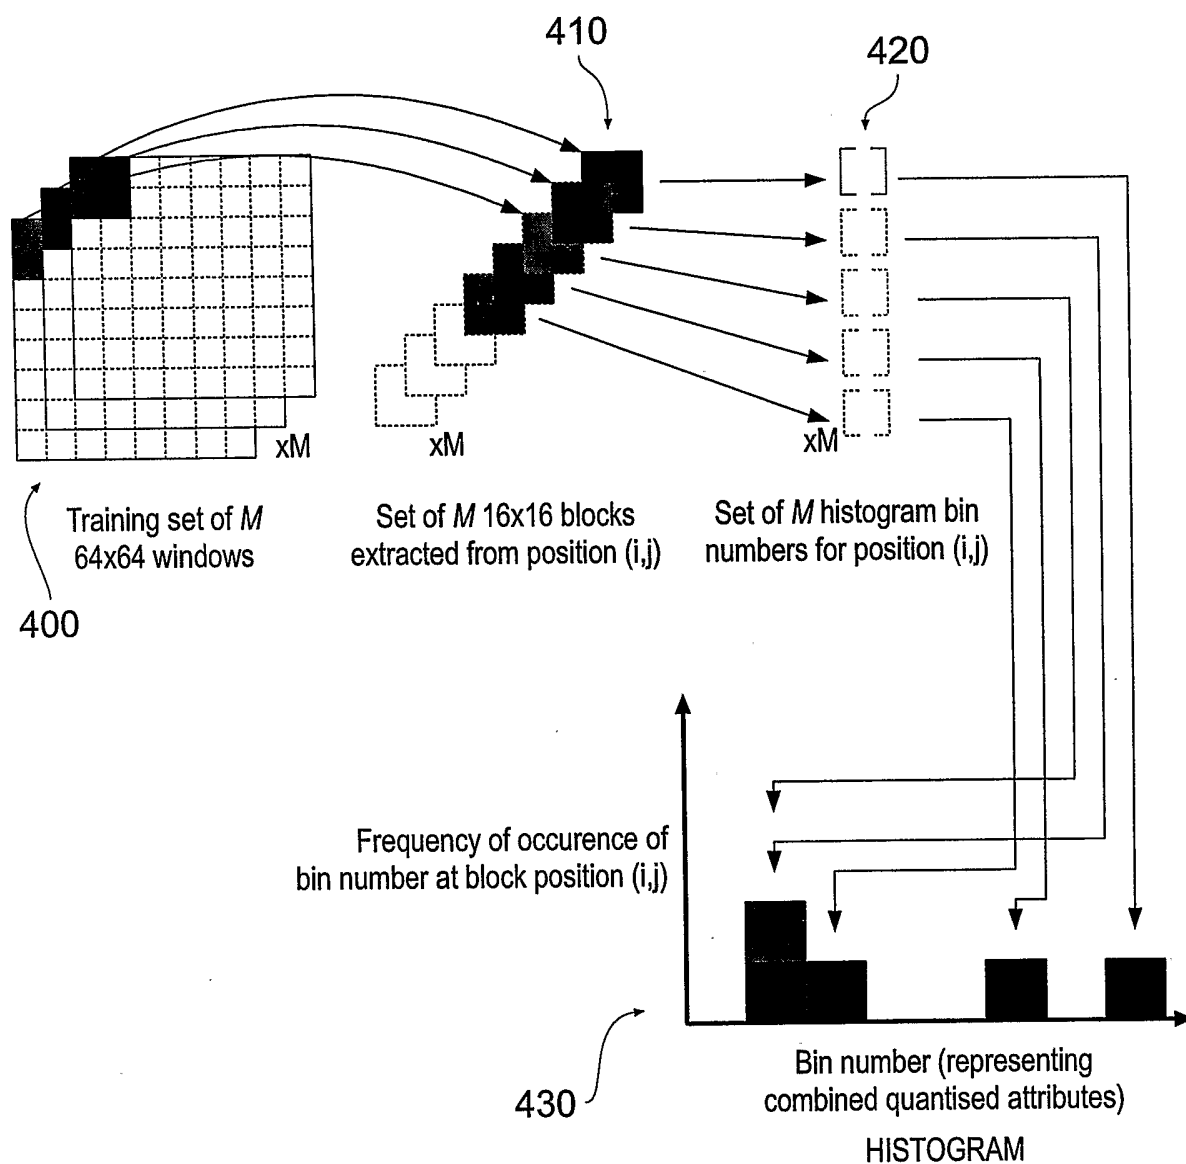 410
420
xM
xM
xM
Training set of M
64x64 windows
Set of M 16x16 blocks
extracted from position (i,j)
Set of M histogram bin
numbers for position (i,j)
400
Frequency of occurence of
bin number at block position (i,j)
430
Bin number (representing
combined quantised attributes)
HISTOGRAM